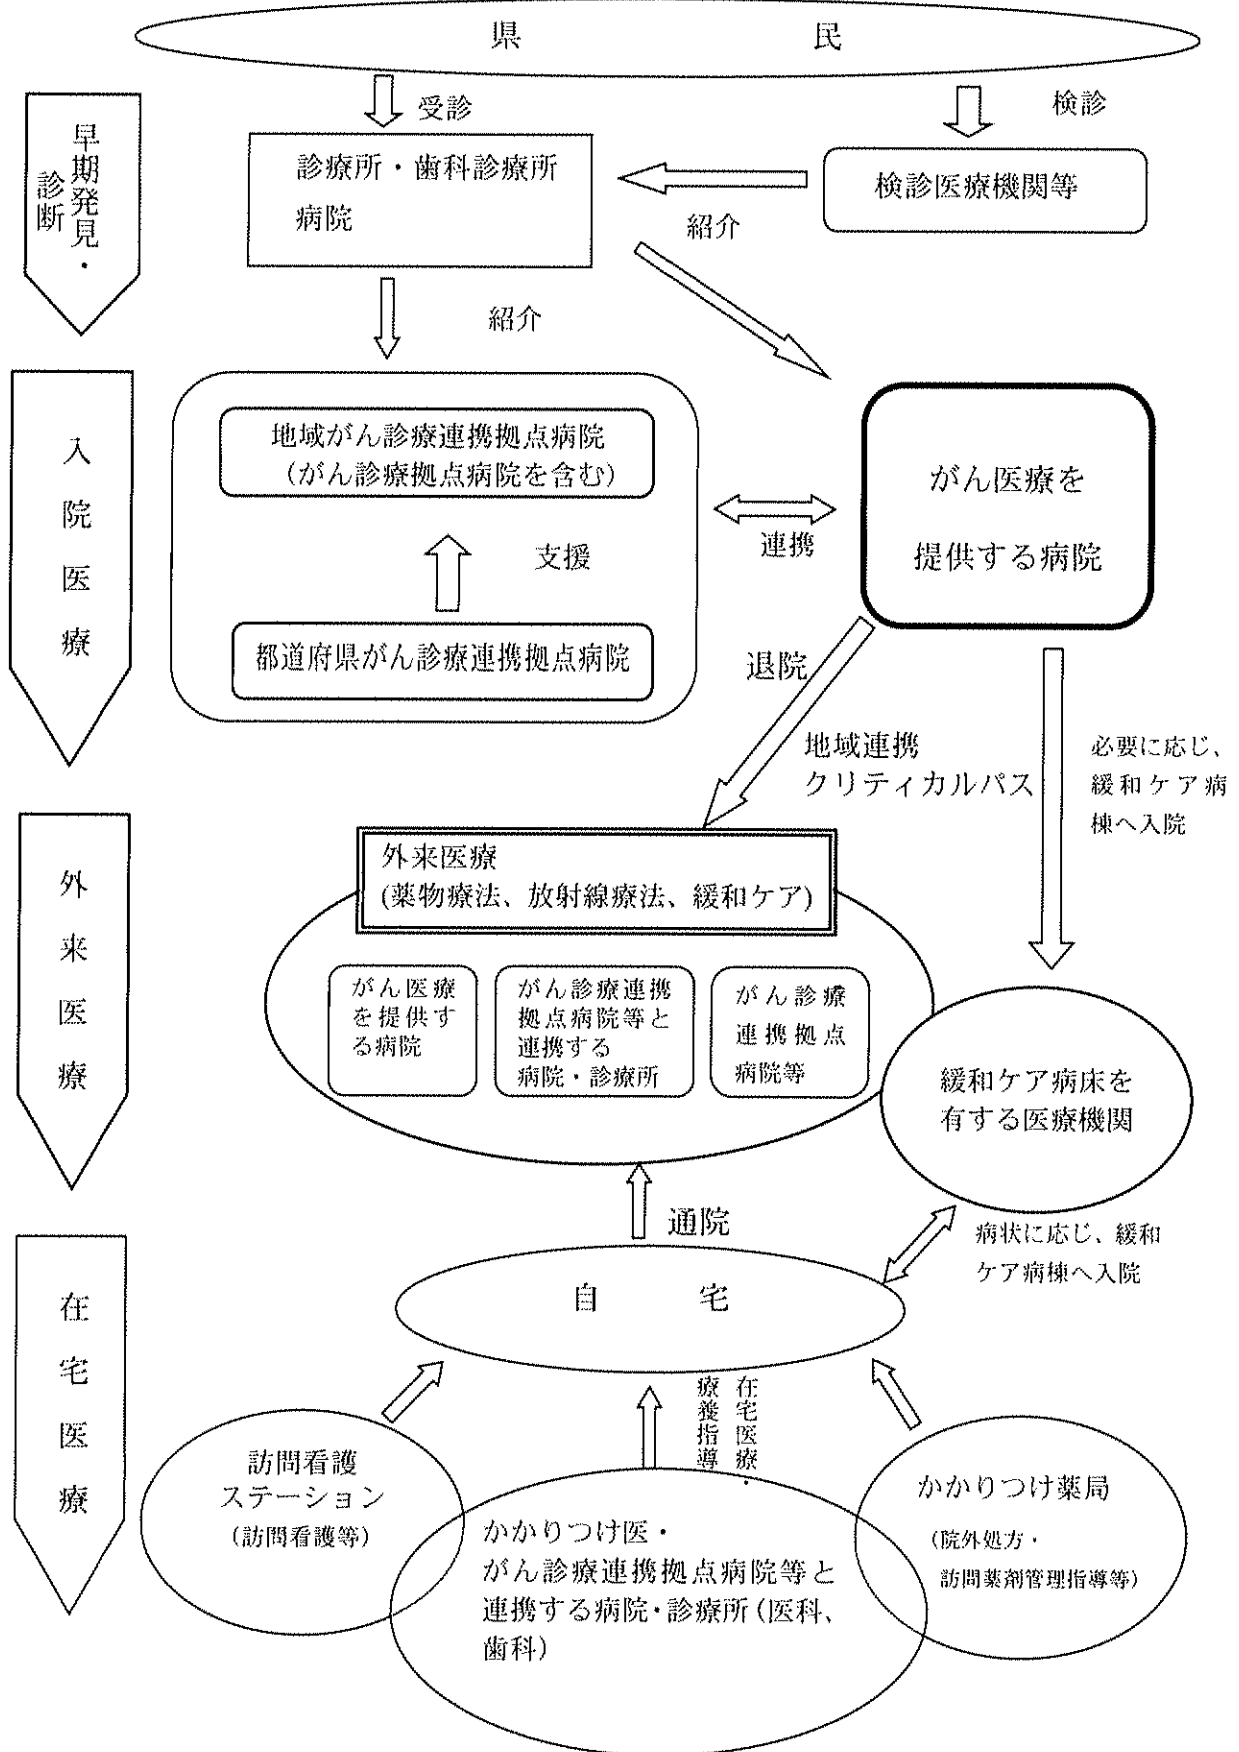 県　民
受診
検診
早期発見・
診断
診療所・歯科診療所
病院
検診医療機関等
紹介
紹介
入院医療
地域がん診療連携拠点病院
（がん診療拠点病院を含む）
支援
都道府県がん診療連携拠点病院
連携
がん医療を
提供する病院
退院
地域連携
クリティカルパス
必要に応じ、
緩和ケア病
棟へ入院
外来医療
外来医療
(薬物療法、放射線療法、緩和ケア)
がん医療
を提供す
る病院
がん診療連携
拠点病院等と
連携する
病院・診療所
がん診療
連携拠点
病院等
緩和ケア病床を
有する医療機関
通院
病状に応じ、緩和
ケア病棟へ入院
在宅医療
自　宅
在宅医療・
療養指導
訪問看護
ステーション
（訪問看護等）
かかりつけ医・
がん診療連携拠点病院等と
連携する病院・診療所（医科、
歯科）
かかりつけ薬局
（院外処方・
訪問薬剤管理指導等）